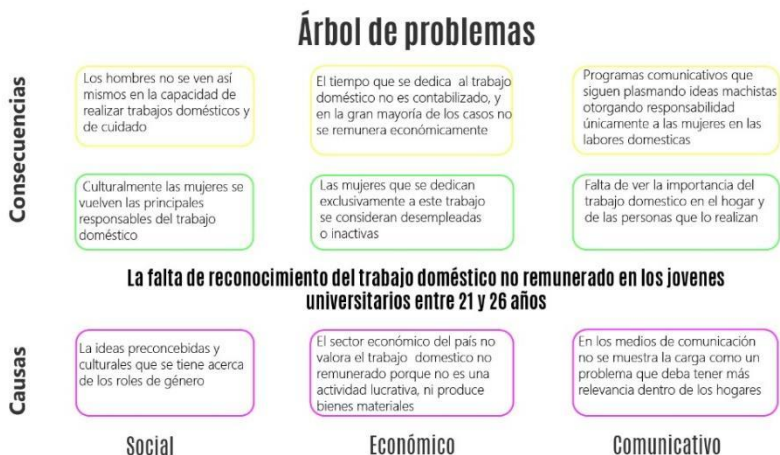 Árbol de problemas
Consecuencias
Los hombres no se ven así
mismos en la capacidad de
realizar trabajos domésticos y
de cuidado
El tiempo que se dedica al trabajo
doméstico no es contabilizado, y
en la gran mayoría de los casos no
se remunera económicamente
Programas comunicativos que
siguen plasmando ideas machistas
otorgando responsabilidad
únicamente a las mujeres en las
labores domesticas
Culturalmente las mujeres se
vuelven las principales
responsables del trabajo
doméstico
Las mujeres que se dedican
exclusivamente a este trabajo
se consideran desempleadas
o inactivas
Falta de ver la importancia del
trabajo domestico en el hogar y
de las personas que lo realizan
La falta de reconocimiento del trabajo doméstico no remunerado en los jovenes
universitarios entre 21 y 26 años
Causas
La ideas preconcebidas y
culturales que se tiene acerca
de los roles de género
El sector económico del país no
valora el trabajo domestico no
remunerado porque no es una
actividad lucrativa, ni produce
bienes materiales
En los medios de comunicación
no se muestra la carga como un
problema que deba tener más
relevancia dentro de los hogares
Social
Económico
Comunicativo